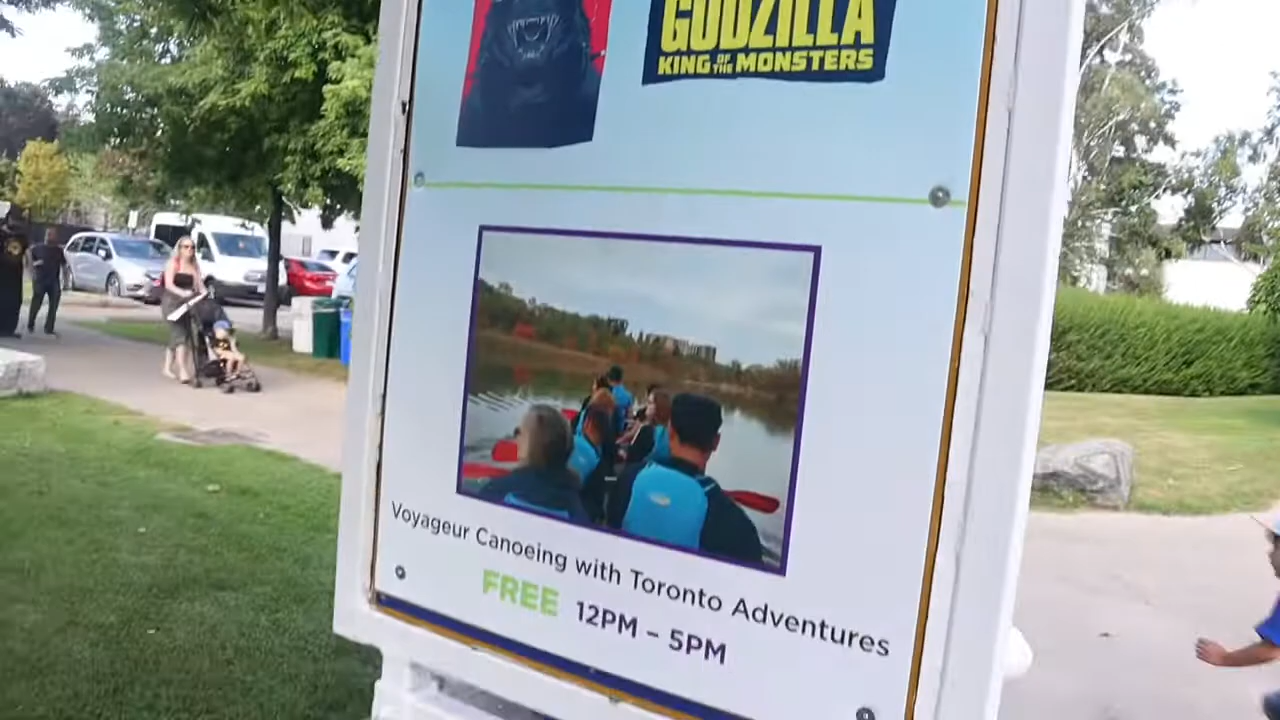 GODZILLA
KING OF THE MONSTERS
Voyageur Canoeing with Toronto Adventures
FREE 12PM – 5PM